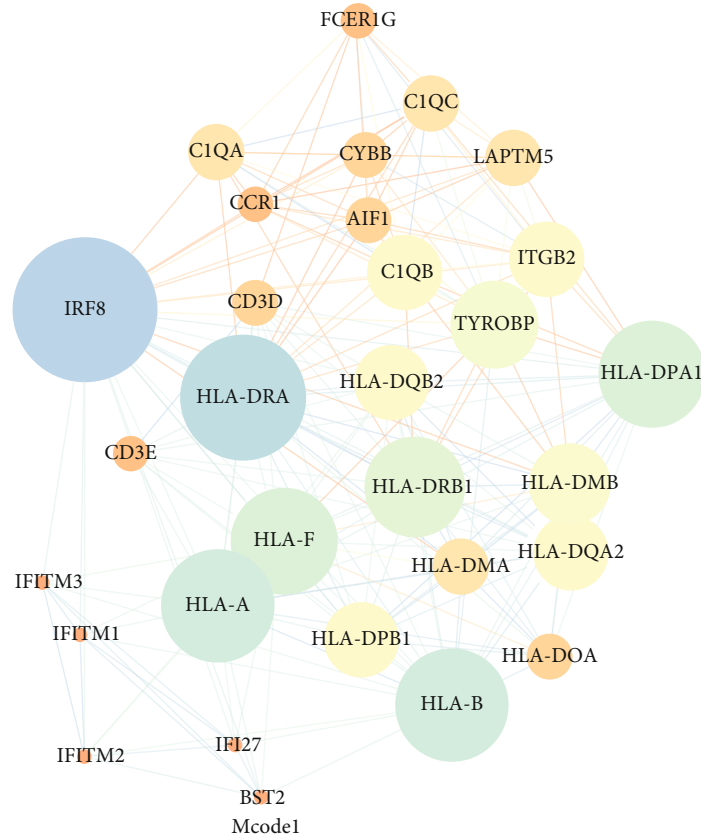 FCER1G
C1QC
C1QA
CYBB
LAPTM5
CCR1
AIF1
ITGB2
C1QB
IRF8
CD3D
TYROBP
HLA-DPA1
HLA-DQB2
HLA-DRA
CD3E
HLA-DRB1
HLA-DMB
HLA-F
HLA-DQA2
HLA-DMA
IFITM3
HLA-A
IFITM1
HLA-DPB1
HLA-DOA
HLA-B
IFI27
IFITM2
BST2
Mcode1